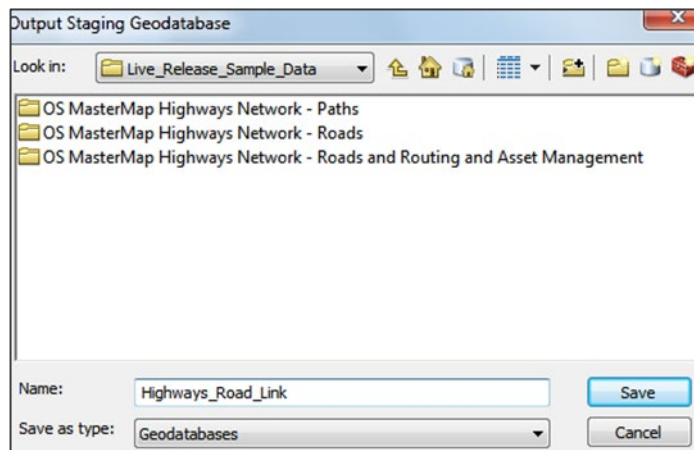 Output Staging Geodatabase
Look in: Live_Release_Sample_Data
OS MasterMap Highways Network - Paths
OS MasterMap Highways Network - Roads
OS MasterMap Highways Network - Roads and Routing and Asset Management
Name: Highways_Road_Link Save
Save as type: Geodatabases Cancel